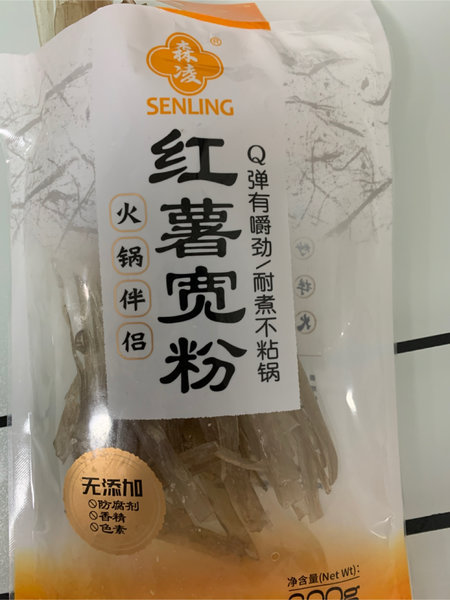 森凌®
SENLING
红薯宽粉
Q弹有嚼劲/耐煮不粘锅
火锅伴侣
无添加
防腐剂
香精
色素
净含量(Net Wt):